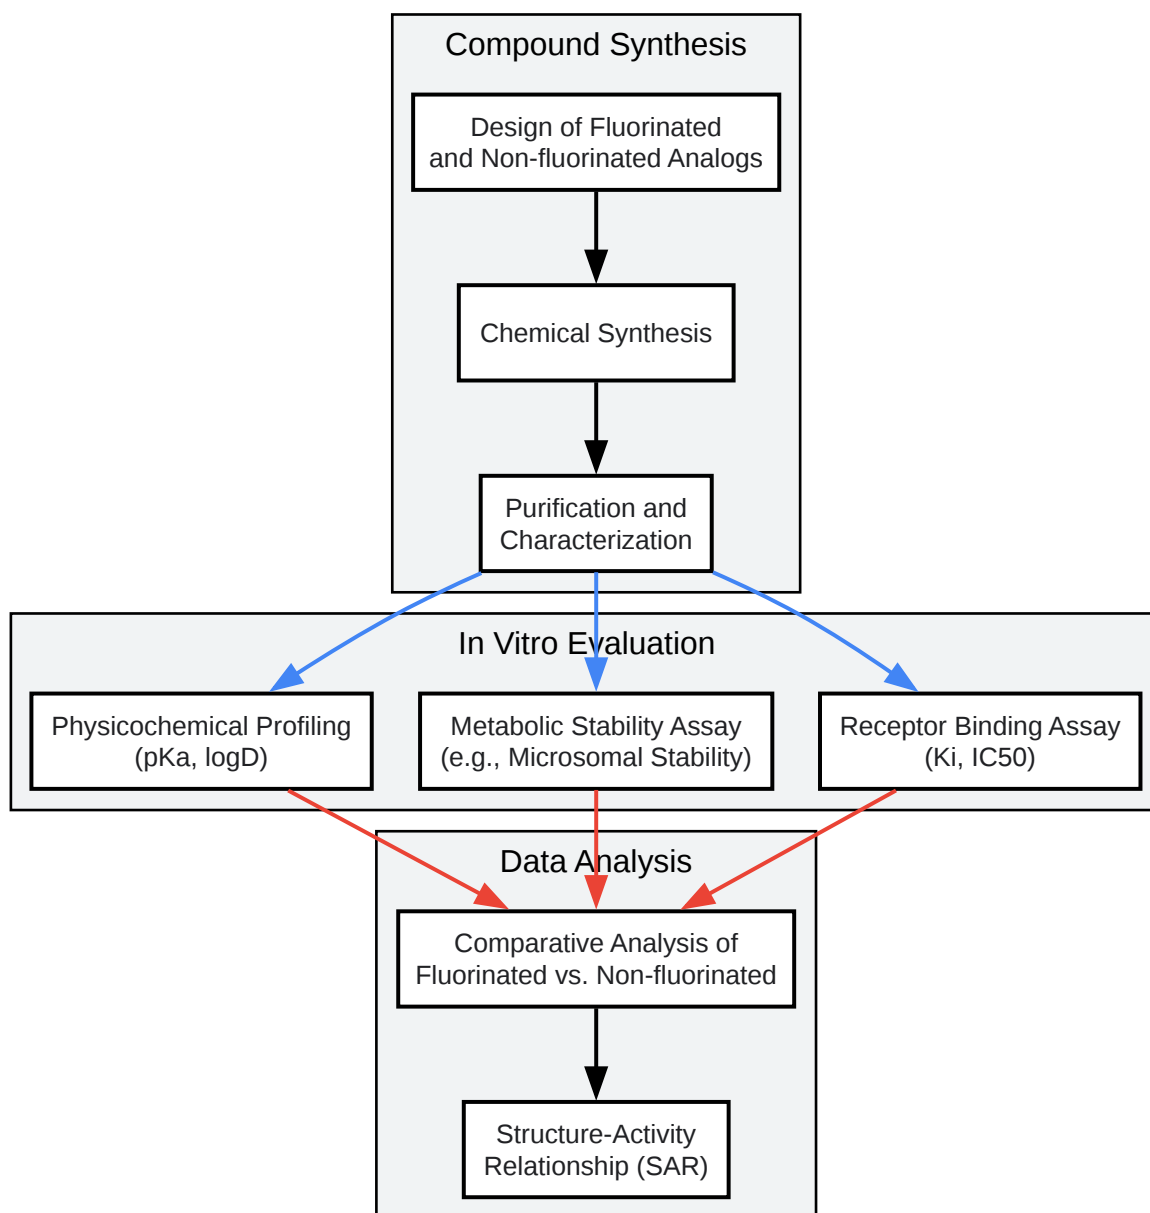 Compound Synthesis
Design of Fluorinated
and Non-fluorinated Analogs
Chemical Synthesis
Purification and
Characterization
In Vitro Evaluation
Physicochemical Profiling
(pKa, logD)
Metabolic Stability Assay
(e.g., Microsomal Stability)
Receptor Binding Assay
(Ki, IC50)
Data Analysis
Comparative Analysis of
Fluorinated vs. Non-fluorinated
Structure-Activity
Relationship (SAR)